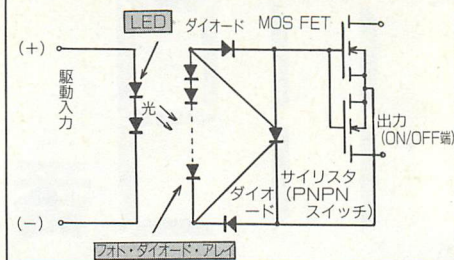 LED
ダイオード
MOS FET
(+)
駆動入力
光
出力
(ON/OFF端)
サイリスタ
(PNPN
スイッチ)
ダイオ
ード
(-)
フォト・ダイオード・アレイ